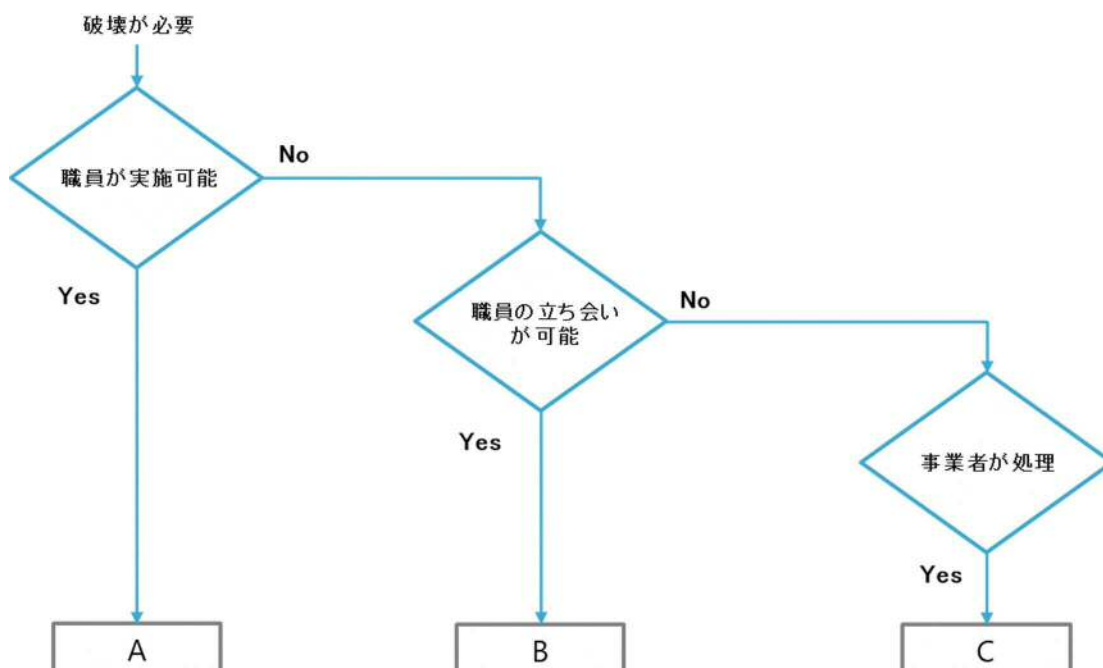 破壊が必要
職員が実施可能
No
Yes
職員の立ち会い
が可能
No
Yes
事業者が処理
Yes
A
B
C